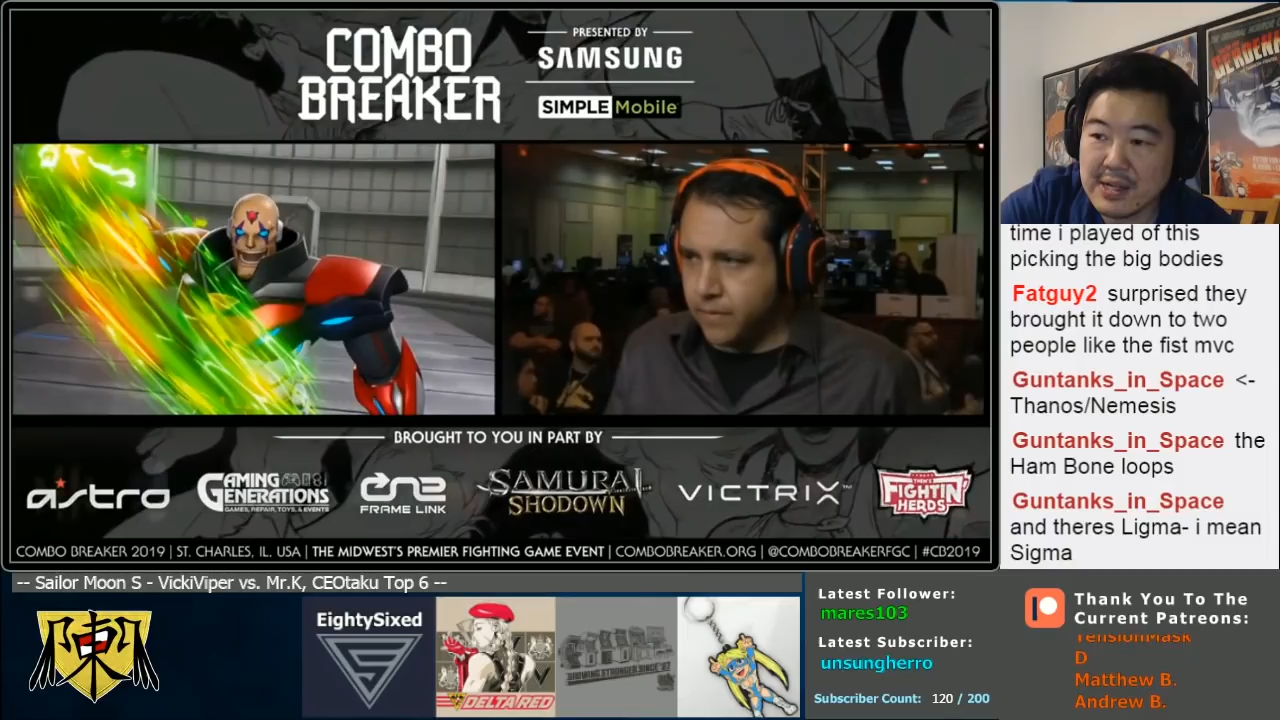 COMBO
BREAKER
PRESENTED BY
SAMSUNG
SIMPLE Mobile
BROUGHT TO YOU IN PART BY
astro
GAMING
GENERATIONS
GAMES, REPAIR, TOYS, & EVENTS
FRAME LINK
SAMURAI
SHODOWN
VICTRIX™
THEM'S
FIGHTIN'
HERDS
COMBO BREAKER 2019 | ST. CHARLES, IL. USA | THE MIDWEST'S PREMIER FIGHTING GAME EVENT | COMBOBREAKER.ORG | @COMBOBREAKERFGC | #CB2019
time i played of this
picking the big bodies
Fatguy2 surprised they
brought it down to two
people like the fist mvc
Guntanks_in_Space <-
Thanos/Nemesis
Guntanks_in_Space the
Ham Bone loops
Guntanks_in_Space
and theres Ligma- i mean
Sigma
-- Sailor Moon S - VickiViper vs. Mr.K, CEOtaku Top 6 --
EightySixed
DELTA RED
Latest Follower:
mares103
Latest Subscriber:
unsungherro
Subscriber Count: 120 / 200
Thank You To The
Current Patreons:
TensionMask
D
Matthew B.
Andrew B.